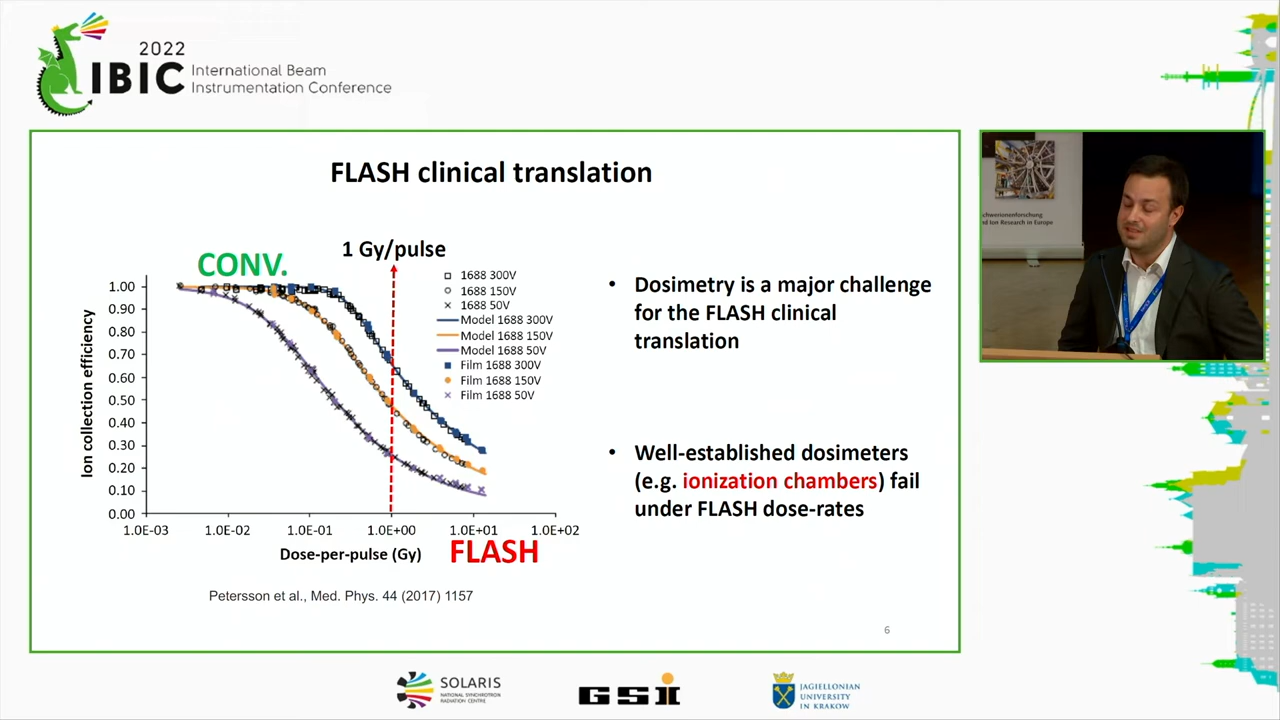 2022
IBIC
International Beam
Instrumentation Conference
FLASH clinical translation
CONV.
1 Gy/pulse
1688 300V
1688 150V
1688 50V
Model 1688 300V
Model 1688 150V
Model 1688 50V
Film 1688 300V
Film 1688 150V
Film 1688 50V
Ion collection efficiency
1.00
0.90
0.80
0.70
0.60
0.50
0.40
0.30
0.20
0.10
0.00
1.0E-03 1.0E-02 1.0E-01 1.0E+00 1.0E+01 1.0E+02
Dose-per-pulse (Gy)
FLASH
Petersson et al., Med. Phys. 44 (2017) 1157
• Dosimetry is a major challenge
for the FLASH clinical
translation
• Well-established dosimeters
(e.g. ionization chambers) fail
under FLASH dose-rates
6
chwerionenforschung
nd Ion Research in Europe
SOLARIS
NATIONAL SYNCHROTRON
RADIATION CENTRE
GSI
JAGIELLONIAN
UNIVERSITY
IN KRAKOW